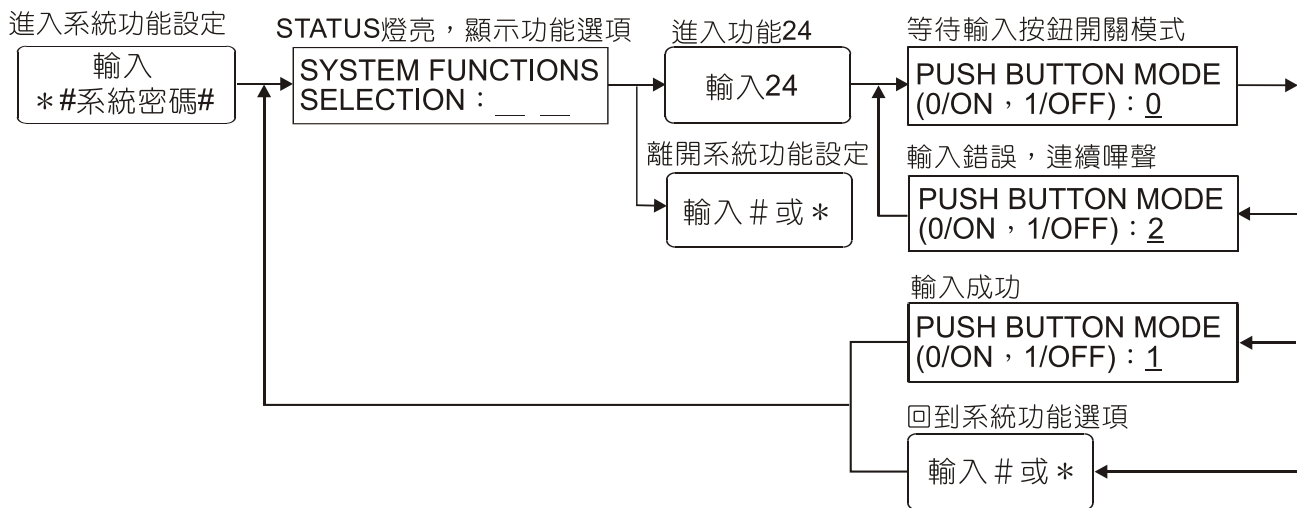 進入系統功能設定
輸入
＊#系統密碼#
STATUS燈亮，顯示功能選項
SYSTEM FUNCTIONS
SELECTION：__ __
進入功能24
輸入24
離開系統功能設定
輸入＃或＊
等待輸入按鈕開關模式
PUSH BUTTON MODE
(0/ON，1/OFF)：0
輸入錯誤，連續嗶聲
PUSH BUTTON MODE
(0/ON，1/OFF)：2
輸入成功
PUSH BUTTON MODE
(0/ON，1/OFF)：1
回到系統功能選項
輸入＃或＊